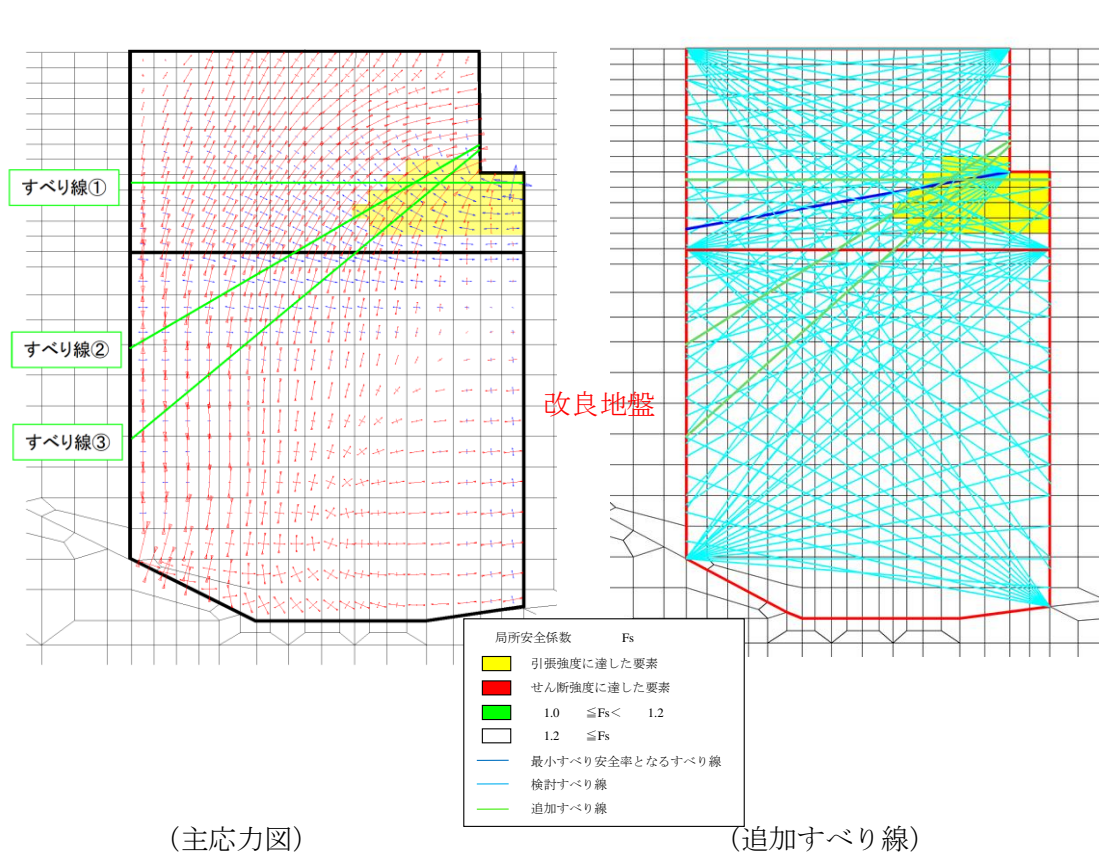 すべり線①
すべり線②
すべり線③
改良地盤
局所安全係数 Fs
引張強度に達した要素
せん断強度に達した要素
1.0 ≦Fs< 1.2
1.2 ≦Fs
最小すべり安全率となるすべり線
検討すべり線
追加すべり線
(主応力図)
(追加すべり線)